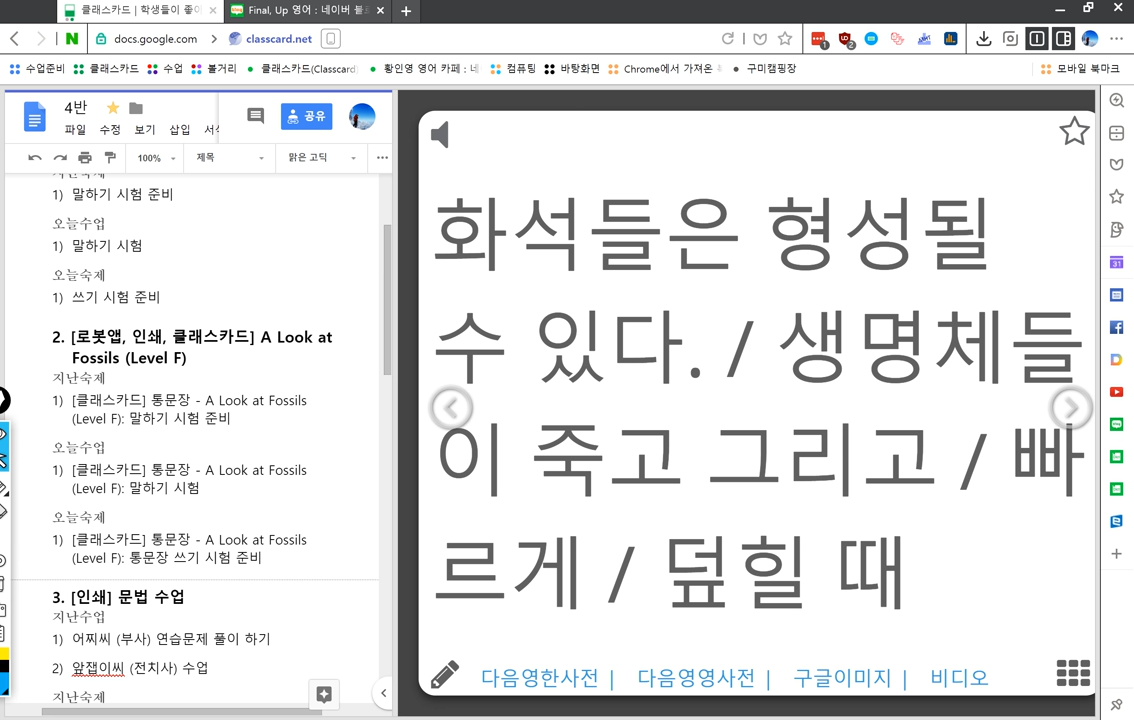 클래스카드 | 학생들이 좋아
Final, Up 영어 : 네이버 블로
docs.google.com
classcard.net
수업준비
클래스카드
수업
볼거리
클래스카드(Classcard
황인영 영어 카페 : 네
컴퓨팅
바탕화면
Chrome에서 가져온
구미캠핑장
모바일 북마크
4반
파일 수정 보기 삽입 서식
공유
100% 제목 맑은 고딕
지난숙제
1) 말하기 시험 준비
오늘수업
1) 말하기 시험
오늘숙제
1) 쓰기 시험 준비
2. [로봇앱, 인쇄, 클래스카드] A Look at
Fossils (Level F)
지난숙제
1) [클래스카드] 통문장 - A Look at Fossils
(Level F): 말하기 시험 준비
오늘수업
1) [클래스카드] 통문장 - A Look at Fossils
(Level F): 말하기 시험
오늘숙제
1) [클래스카드] 통문장 - A Look at Fossils
(Level F): 통문장 쓰기 시험 준비
3. [인쇄] 문법 수업
지난수업
1) 어찌씨 (부사) 연습문제 풀이 하기
2) 앞잽이씨 (전치사) 수업
지난숙제
화석들은 형성될
수 있다. / 생명체들
이 죽고 그리고 / 빠
르게 / 덮힐 때
다음영한사전 | 다음영영사전 | 구글이미지 | 비디오